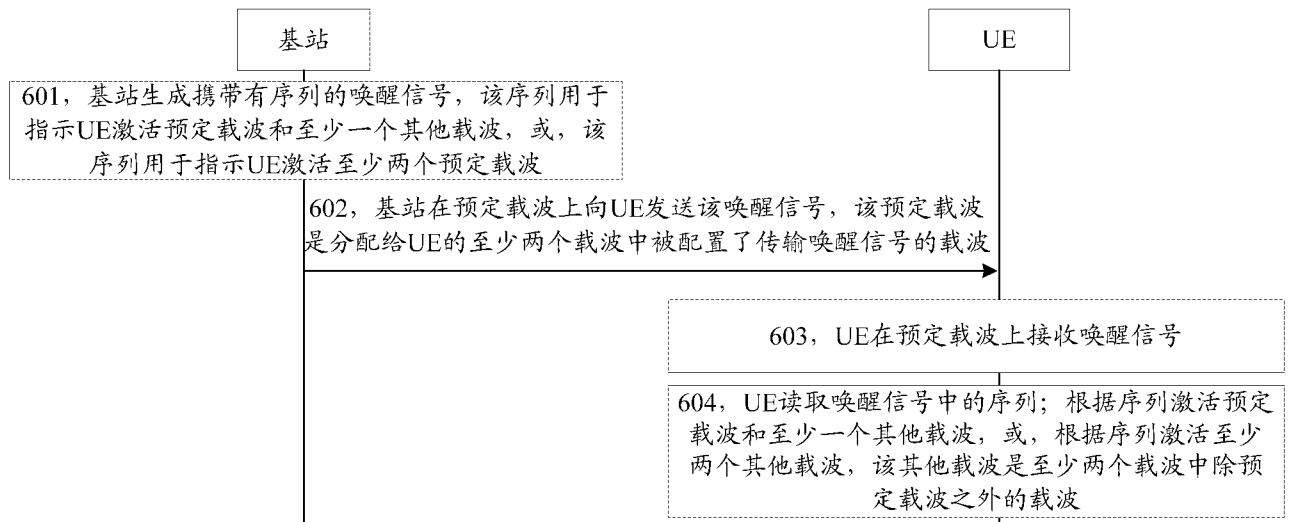 基站
UE
601，基站生成携带有序列的唤醒信号，该序列用于
指示UE激活预定载波和至少一个其他载波，或，该
序列用于指示UE激活至少两个预定载波
602，基站在预定载波上向UE发送该唤醒信号，该预定载波
是分配给UE的至少两个载波中被配置了传输唤醒信号的载波
603，UE在预定载波上接收唤醒信号
604，UE读取唤醒信号中的序列；根据序列激活预定
载波和至少一个其他载波，或，根据序列激活至少
两个其他载波，该其他载波是至少两个载波中除预
定载波之外的载波